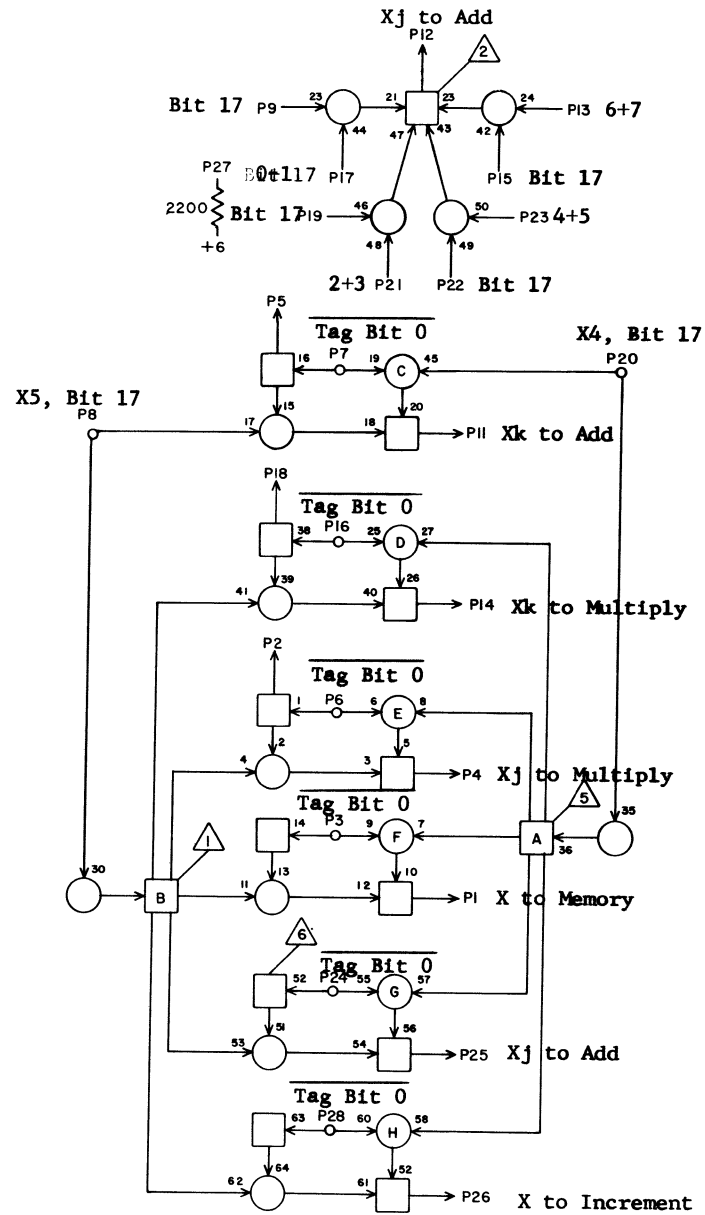 Xj to Add
P12
2
23 21 23 24
Bit 17 P9 P13 6+7
44 47 43 42
P27 P17 P15 Bit 17
2200 Bit 17 P19 46 50 P23 4+5
+6 48 49
2+3 P21 P22 Bit 17
P5
Tag Bit 0
X4, Bit 17
P7 P20
16 19 C 45
X5, Bit 17
P8
15 20
17 18 P11 Xk to Add
P18
Tag Bit 0
P16
38 25 D 27
39 26
41 40 P14 Xk to Multiply
P2
Tag Bit 0
P6
1 6 E 8
2 5
4 3 P4 Xj to Multiply
Tag Bit 0
5
P3
14 9 F 7 A 36 35
1
13 10
30 B 11 12 P1 X to Memory
6
Tag Bit 0
P24
52 55 G 57
51 56
53 54 P25 Xj to Add
Tag Bit 0
P28
63 60 H 58
64 52
62 61 P26 X to Increment